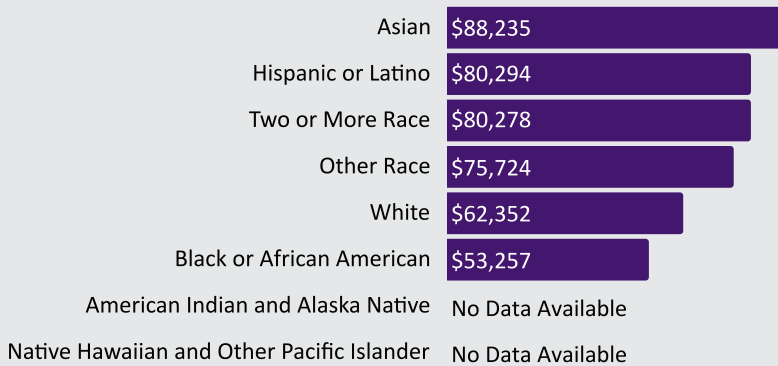 Asian $88,235
Hispanic or Latino $80,294
Two or More Race $80,278
Other Race $75,724
White $62,352
Black or African American $53,257
American Indian and Alaska Native No Data Available
Native Hawaiian and Other Pacific Islander No Data Available